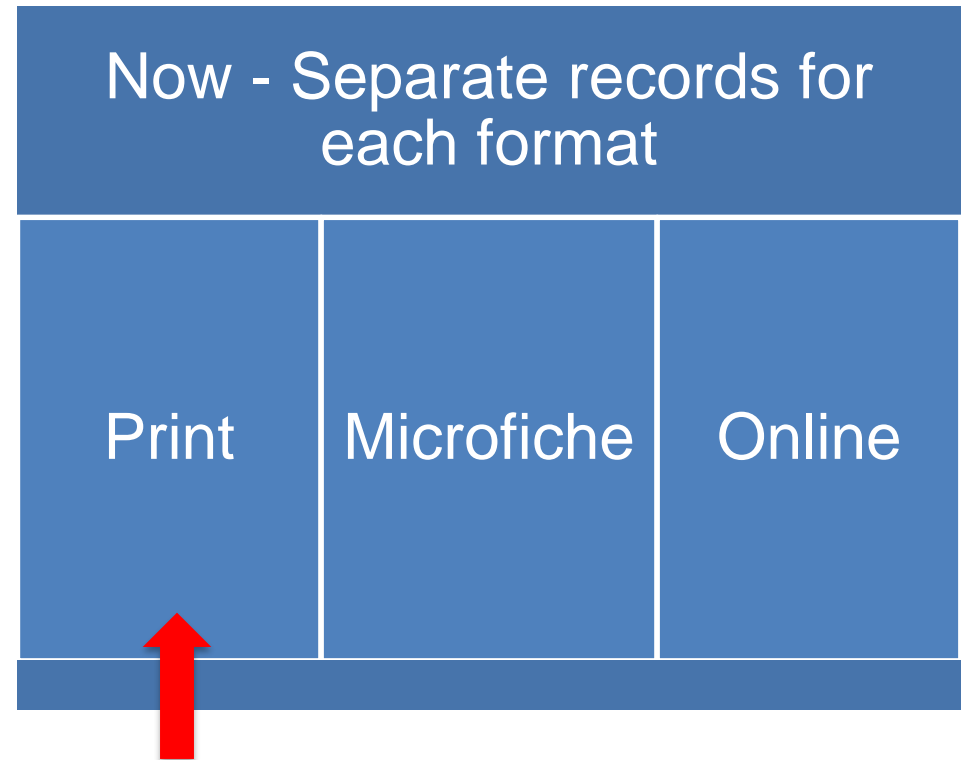 Now - Separate records for
each format
Print
Microfiche
Online